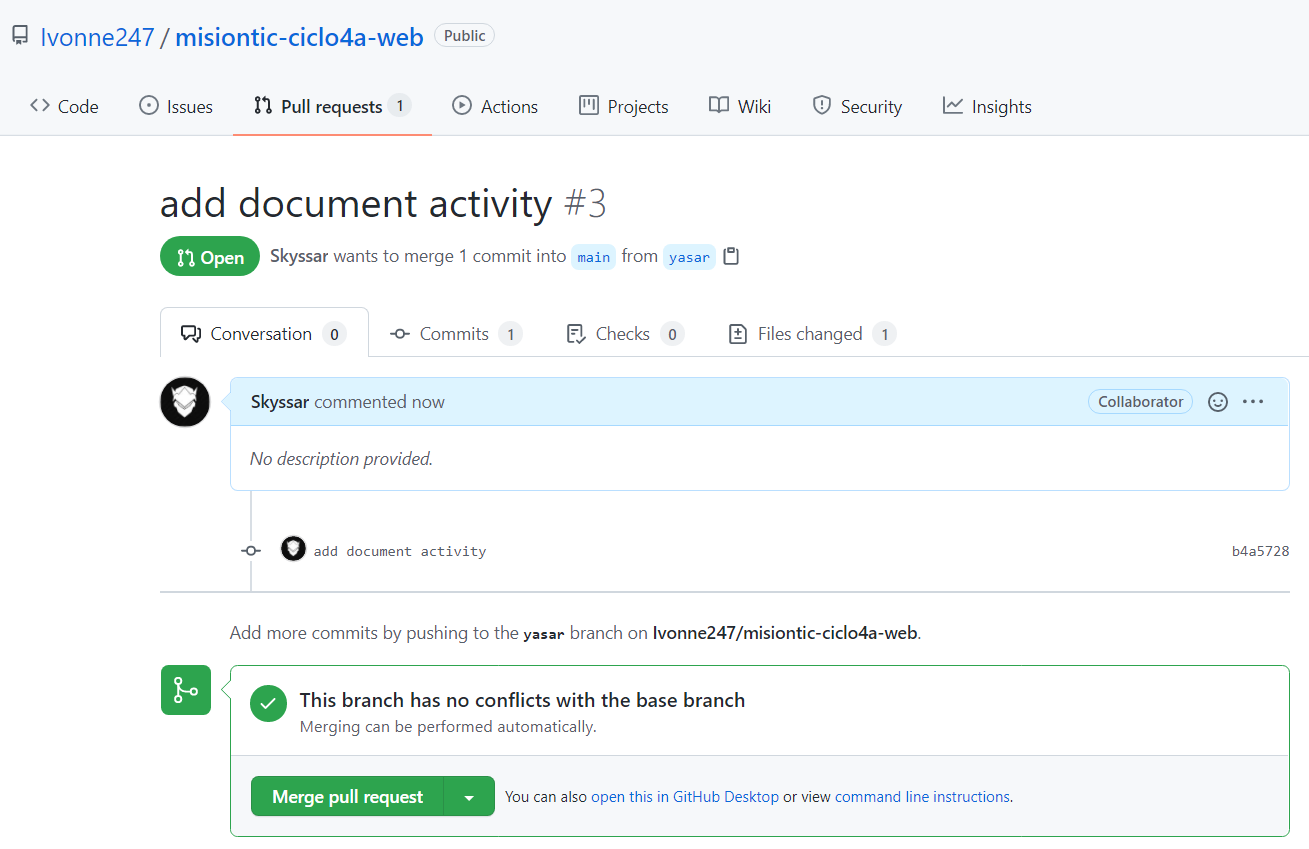 Ivonne247 / misiontic-ciclo4a-web Public
Code Issues Pull requests 1 Actions Projects Wiki Security Insights
add document activity #3
Open Skyssar wants to merge 1 commit into main from yasar
Conversation 0 Commits 1 Checks 0 Files changed 1
Skyssar commented now Collaborator
No description provided.
add document activity b4a5728
Add more commits by pushing to the yasar branch on Ivonne247/misiontic-ciclo4a-web.
This branch has no conflicts with the base branch
Merging can be performed automatically.
Merge pull request You can also open this in GitHub Desktop or view command line instructions.